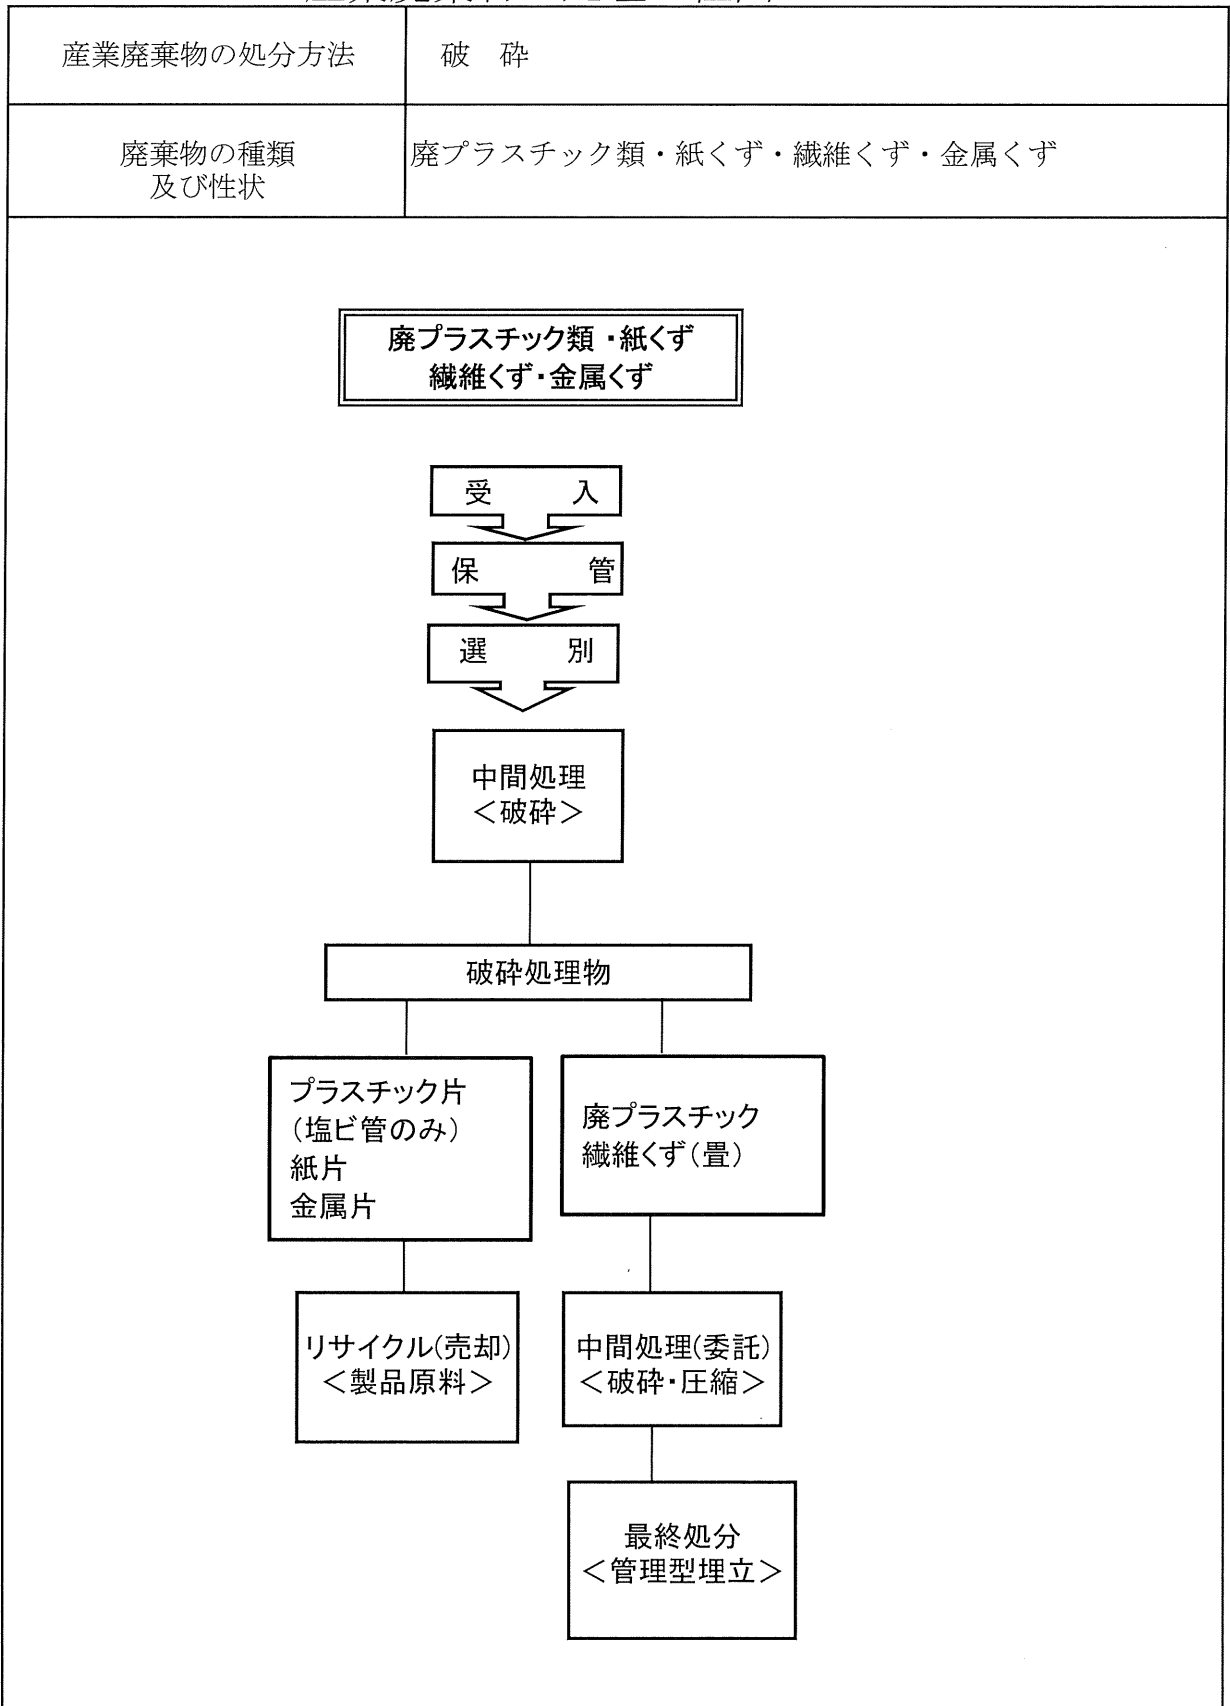 産業廃棄物の処分方法
破　砕
廃棄物の種類
及び性状
廃プラスチック類・紙くず・繊維くず・金属くず
廃プラスチック類・紙くず
繊維くず・金属くず
受　入
保　管
選　別
中間処理
＜破砕＞
破砕処理物
プラスチック片
（塩ビ管のみ）
紙片
金属片
廃プラスチック
繊維くず（畳）
リサイクル(売却)
＜製品原料＞
中間処理(委託)
＜破砕・圧縮＞
最終処分
＜管理型埋立＞